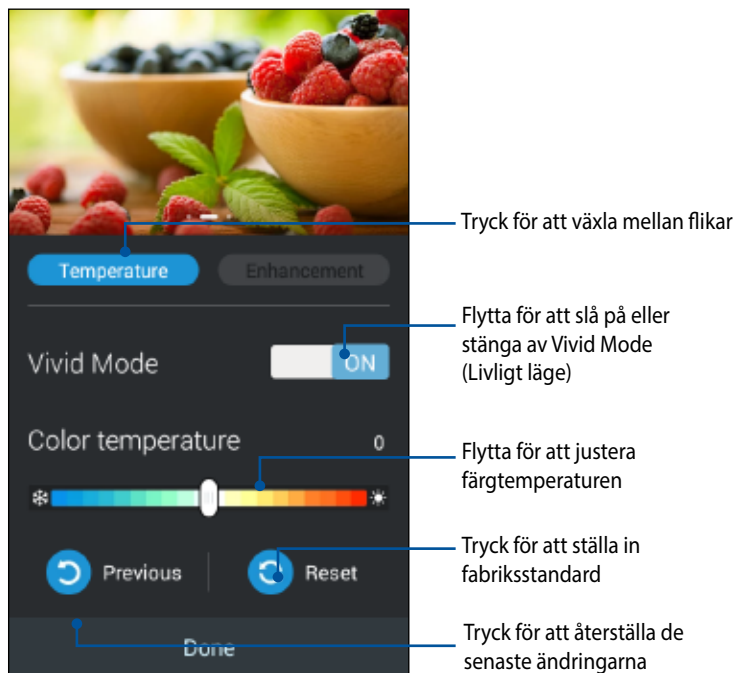 Tryck för att växla mellan flikar
Temperature
Enhancement
Flytta för att slå på eller
stänga av Vivid Mode
(Livligt läge)
Vivid Mode
ON
Color temperature
0
Flytta för att justera
färgtemperaturen
Previous
Reset
Tryck för att ställa in
fabriksstandard
Done
Tryck för att återställa de
senaste ändringarna